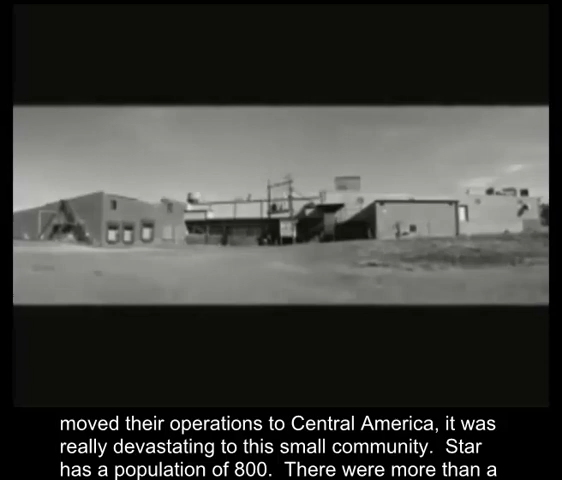 moved their operations to Central America, it was
really devastating to this small community.  Star
has a population of 800.  There were more than a